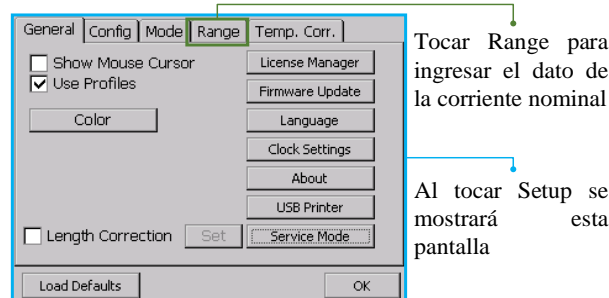 General Config Mode Range Temp. Corr.
Show Mouse Cursor
Use Profiles
Color
License Manager
Firmware Update
Language
Clock Settings
About
USB Printer
Length Correction Set Service Mode
Load Defaults OK
Tocar Range para
ingresar el dato de
la corriente nominal
Al tocar Setup se
mostrará esta
pantalla